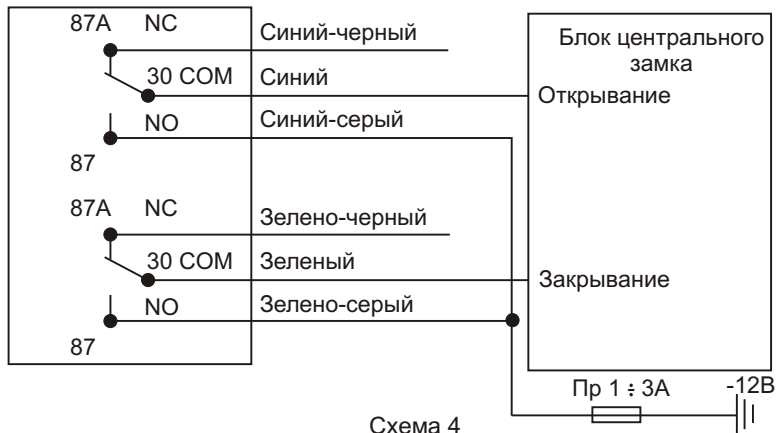 87A NC
Синий-черный
30 COM
Синий
NO
Синий-серый
87
87A NC
Зелено-черный
30 COM
Зеленый
NO
Зелено-серый
87
Блок центрального
замка
Открывание
Закрывание
Пр 1 ÷ 3А
-12В
Схема 4